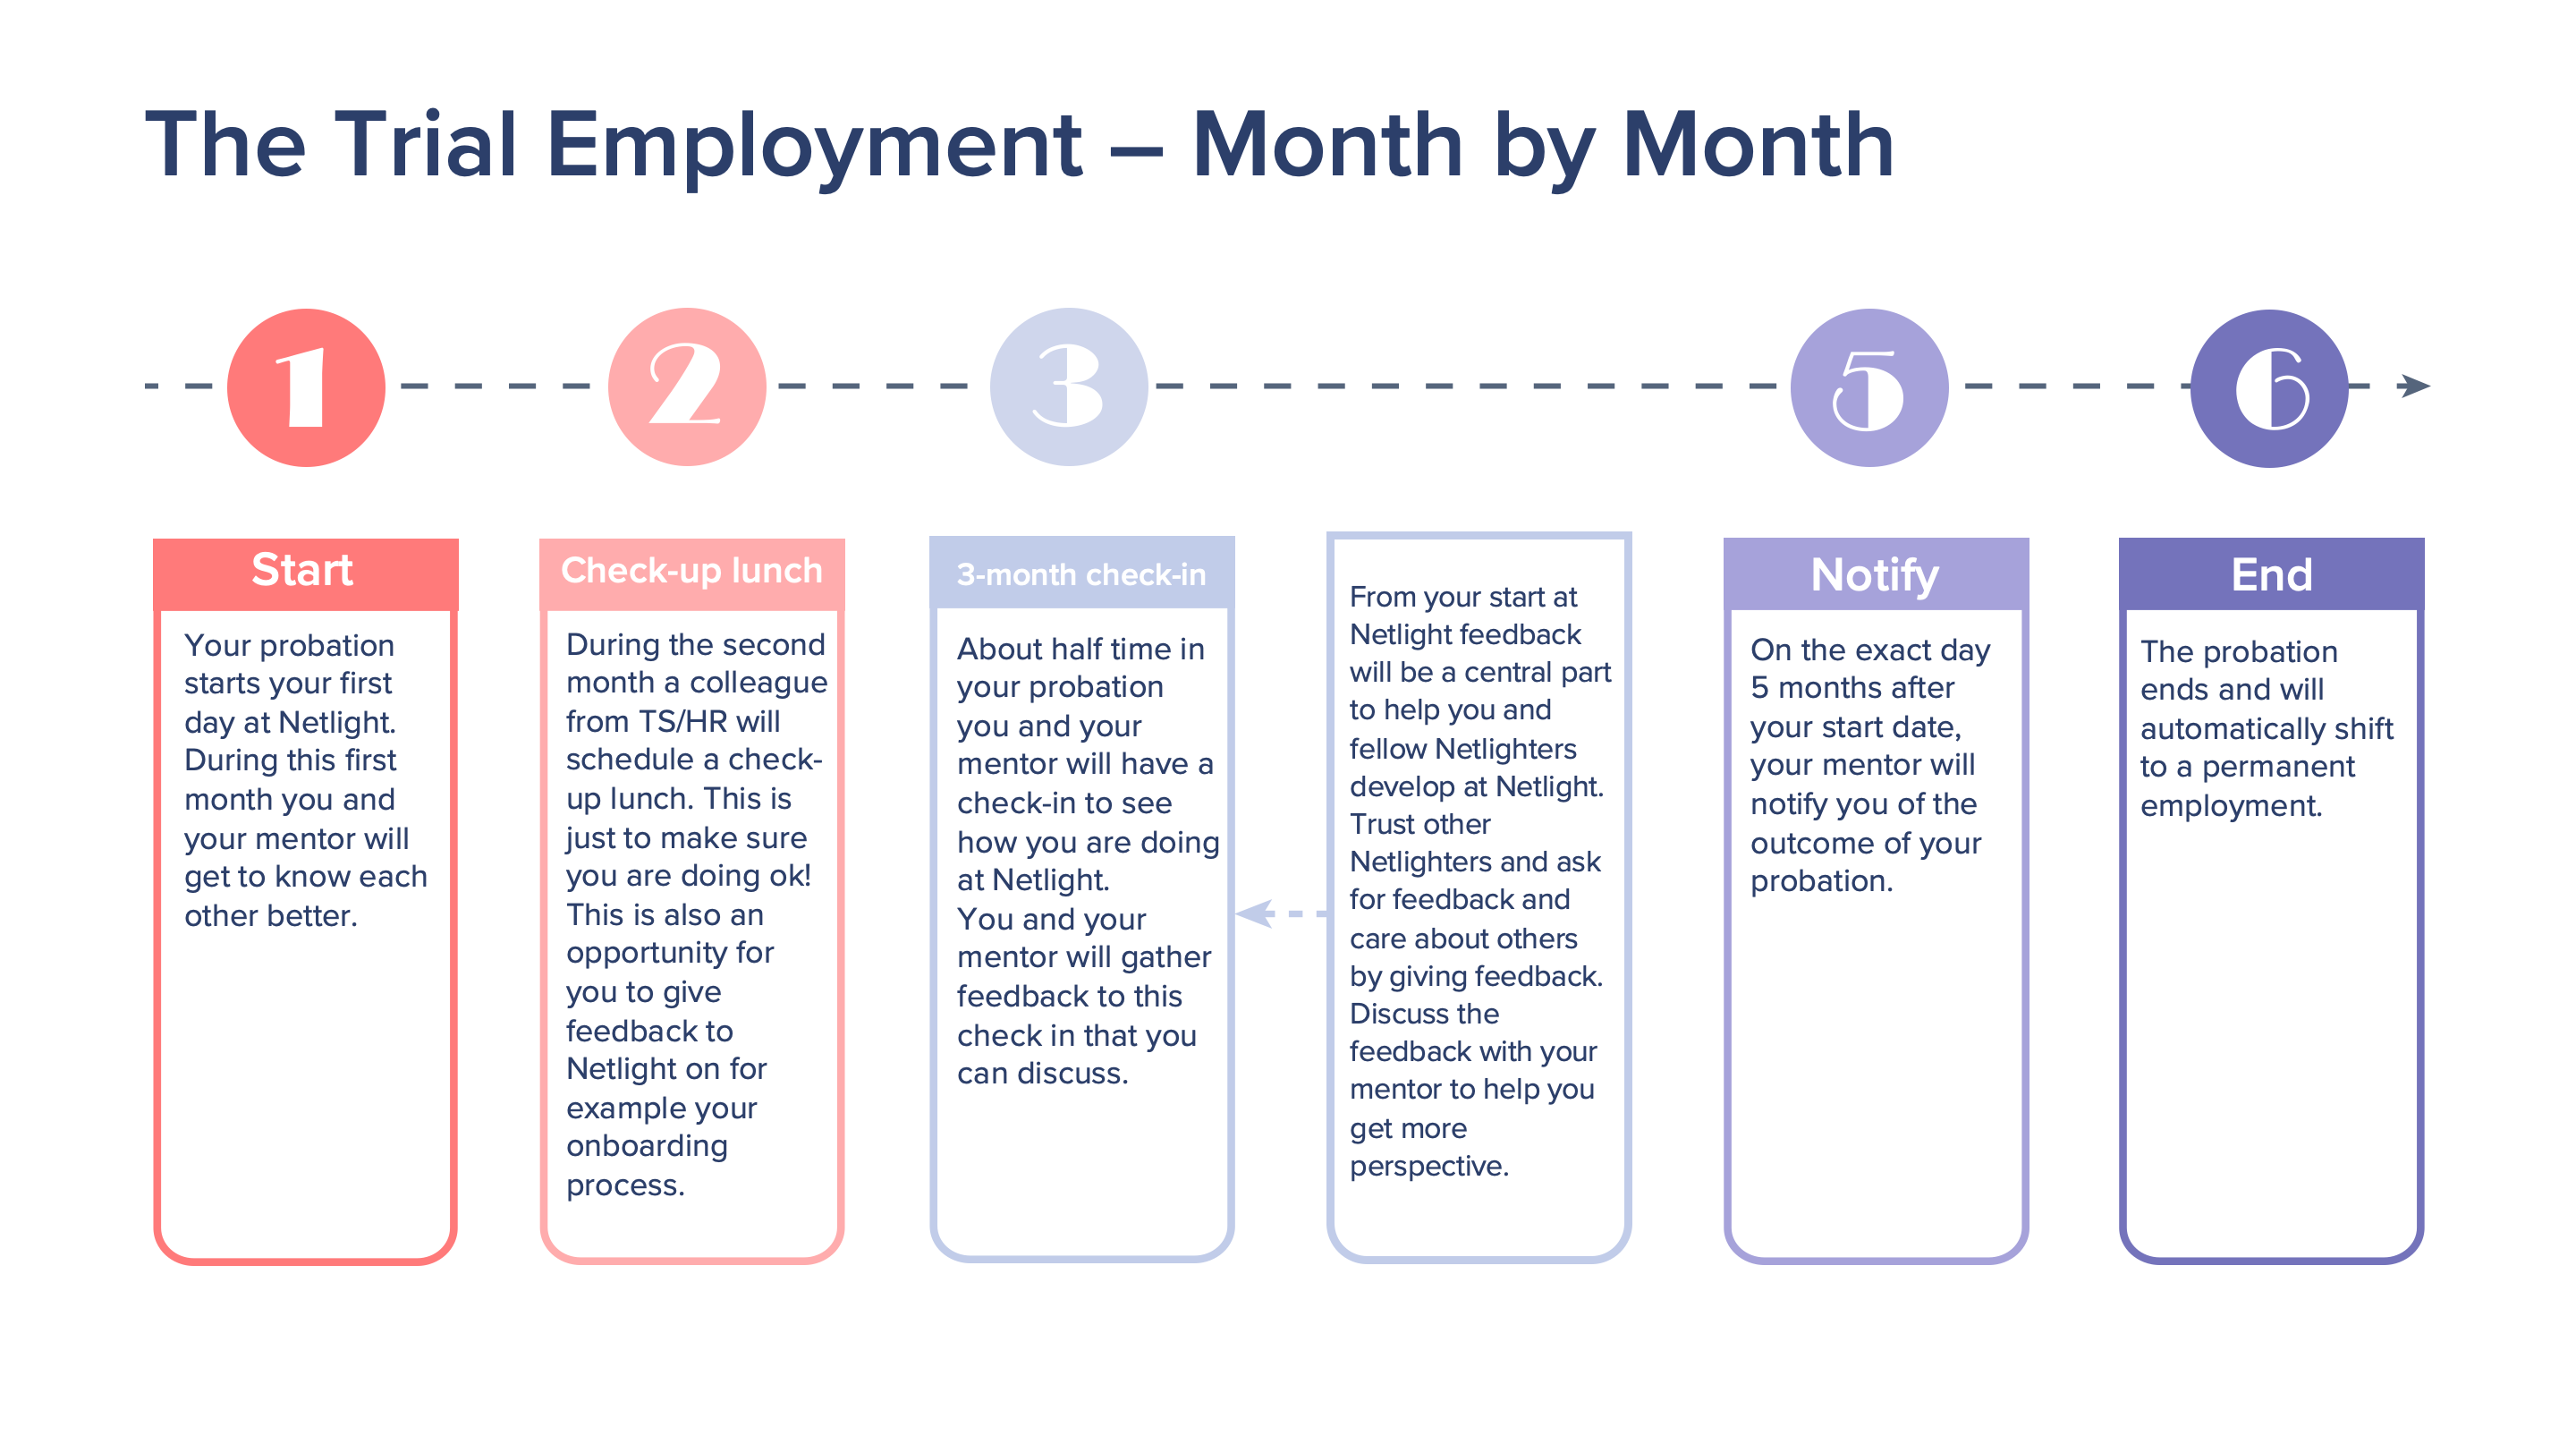 The Trial Employment – Month by Month
1
2
3
5
6
Start
Your probation
starts your first
day at Netlight.
During this first
month you and
your mentor will
get to know each
other better.
Check-up lunch
During the second
month a colleague
from TS/HR will
schedule a check-
up lunch. This is
just to make sure
you are doing ok!
This is also an
opportunity for
you to give
feedback to
Netlight on for
example your
onboarding
process.
3-month check-in
About half time in
your probation
you and your
mentor will have a
check-in to see
how you are doing
at Netlight.
You and your
mentor will gather
feedback to this
check in that you
can discuss.
From your start at
Netlight feedback
will be a central part
to help you and
fellow Netlighters
develop at Netlight.
Trust other
Netlighters and ask
for feedback and
care about others
by giving feedback.
Discuss the
feedback with your
mentor to help you
get more
perspective.
Notify
On the exact day
5 months after
your start date,
your mentor will
notify you of the
outcome of your
probation.
End
The probation
ends and will
automatically shift
to a permanent
employment.